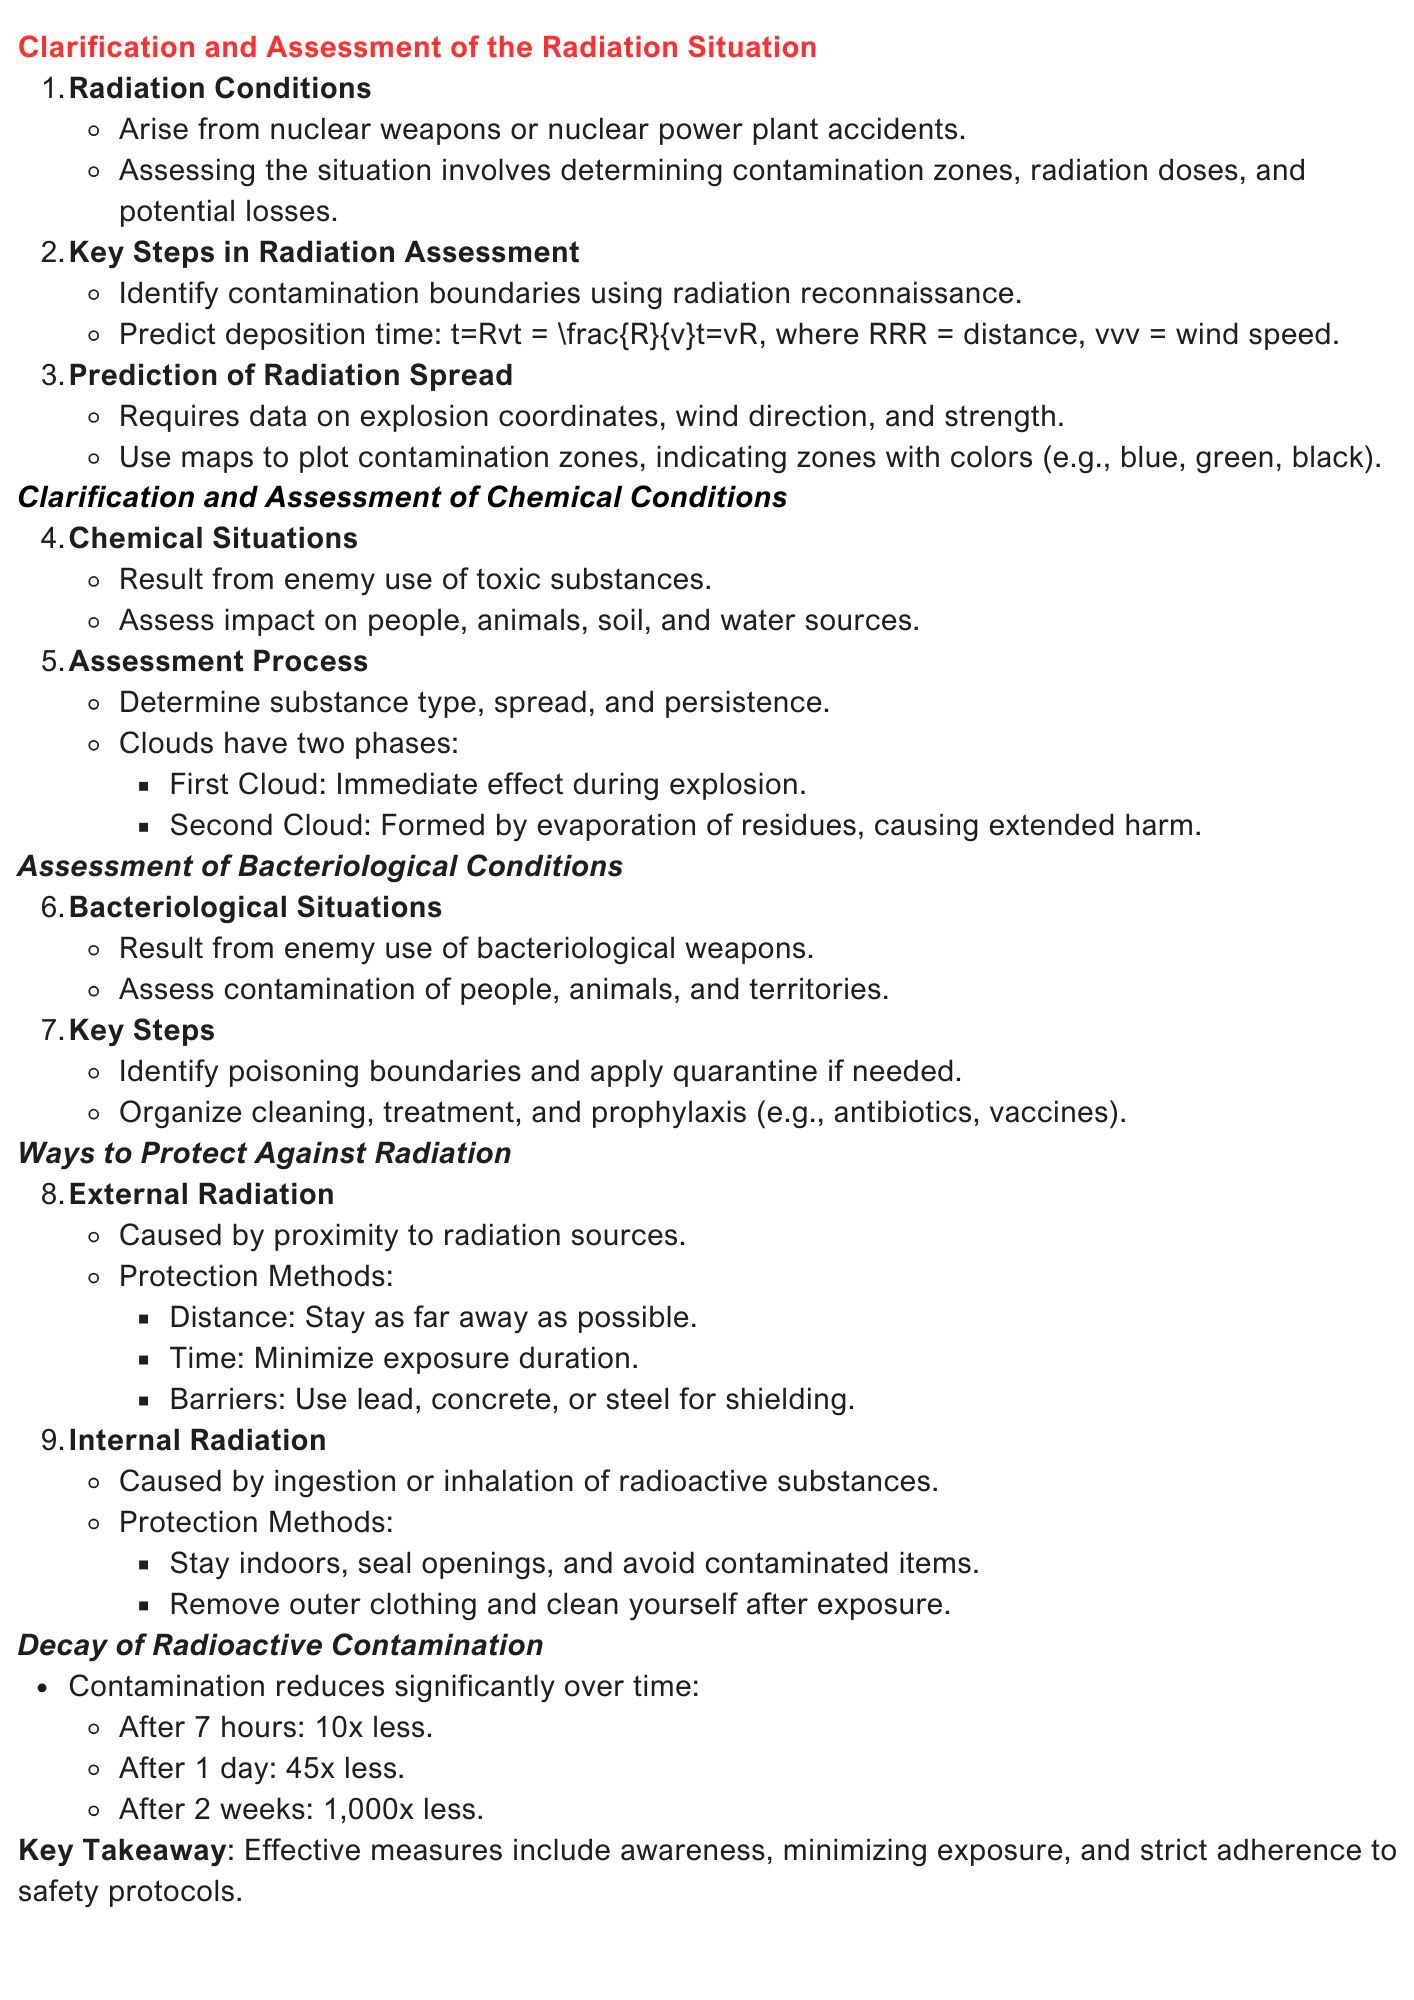 Clarification and Assessment of the Radiation Situation
1. Radiation Conditions
○ Arise from nuclear weapons or nuclear power plant accidents.
○ Assessing the situation involves determining contamination zones, radiation doses, and
potential losses.
2. Key Steps in Radiation Assessment
○ Identify contamination boundaries using radiation reconnaissance.
○ Predict deposition time: t=Rvt = \frac{R}{v}t=vR, where RRR = distance, vvv = wind speed.
3. Prediction of Radiation Spread
○ Requires data on explosion coordinates, wind direction, and strength.
○ Use maps to plot contamination zones, indicating zones with colors (e.g., blue, green, black).
Clarification and Assessment of Chemical Conditions
4. Chemical Situations
○ Result from enemy use of toxic substances.
○ Assess impact on people, animals, soil, and water sources.
5. Assessment Process
○ Determine substance type, spread, and persistence.
○ Clouds have two phases:
▪ First Cloud: Immediate effect during explosion.
▪ Second Cloud: Formed by evaporation of residues, causing extended harm.
Assessment of Bacteriological Conditions
6. Bacteriological Situations
○ Result from enemy use of bacteriological weapons.
○ Assess contamination of people, animals, and territories.
7. Key Steps
○ Identify poisoning boundaries and apply quarantine if needed.
○ Organize cleaning, treatment, and prophylaxis (e.g., antibiotics, vaccines).
Ways to Protect Against Radiation
8. External Radiation
○ Caused by proximity to radiation sources.
○ Protection Methods:
▪ Distance: Stay as far away as possible.
▪ Time: Minimize exposure duration.
▪ Barriers: Use lead, concrete, or steel for shielding.
9. Internal Radiation
○ Caused by ingestion or inhalation of radioactive substances.
○ Protection Methods:
▪ Stay indoors, seal openings, and avoid contaminated items.
▪ Remove outer clothing and clean yourself after exposure.
Decay of Radioactive Contamination
• Contamination reduces significantly over time:
○ After 7 hours: 10x less.
○ After 1 day: 45x less.
○ After 2 weeks: 1,000x less.
Key Takeaway: Effective measures include awareness, minimizing exposure, and strict adherence to
safety protocols.